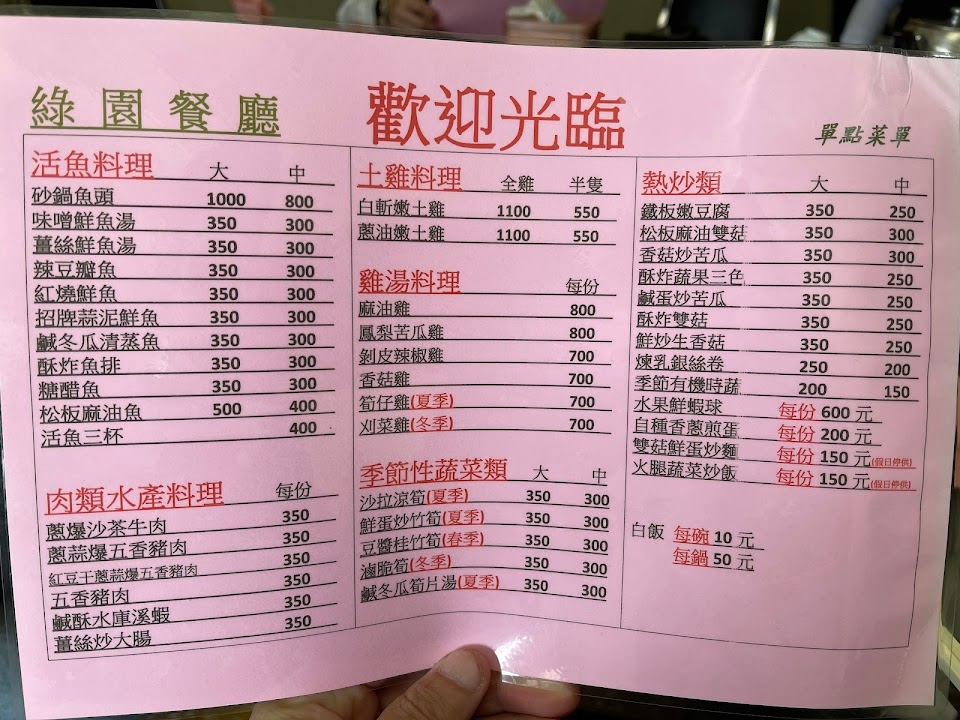 綠園餐廳
歡迎光臨
單點菜單
活魚料理 大 中
砂鍋魚頭 1000 800
味噌鮮魚湯 350 300
薑絲鮮魚湯 350 300
辣豆瓣魚 350 300
紅燒鮮魚 350 300
招牌蒜泥鮮魚 350 300
鹹冬瓜清蒸魚 350 300
酥炸魚排 350 300
糖醋魚 350 300
松板麻油魚 500 400
活魚三杯 400
肉類水產料理 每份
蔥爆沙茶牛肉 350
蔥蒜爆五香豬肉 350
紅豆干蔥蒜爆五香豬肉 350
五香豬肉 350
鹹酥水庫溪蝦 350
薑絲炒大腸 350
土雞料理 全雞 半隻
白斬嫩土雞 1100 550
蔥油嫩土雞 1100 550
雞湯料理 每份
麻油雞 800
鳳梨苦瓜雞 800
剝皮辣椒雞 700
香菇雞 700
筍仔雞(夏季) 700
刈菜雞(冬季) 700
季節性蔬菜類 大 中
沙拉涼筍(夏季) 350 300
鮮蛋炒竹筍(夏季) 350 300
豆醬桂竹筍(春季) 350 300
滷脆筍(冬季) 350 300
鹹冬瓜筍片湯(夏季) 350 300
熱炒類 大 中
鐵板嫩豆腐 350 250
松板麻油雙菇 350 300
香菇炒苦瓜 350 300
酥炸蔬果三色 350 250
鹹蛋炒苦瓜 350 250
酥炸雙菇 350 250
鮮炒生香菇 350 250
煉乳銀絲卷 250 200
季節有機時蔬 200 150
水果鮮蝦球 每份 600 元
自種香蔥煎蛋 每份 200 元
雙菇鮮蛋炒麵 每份 150 元(假日停供)
火腿蔬菜炒飯 每份 150 元(假日停供)
白飯 每碗 10 元
每鍋 50 元